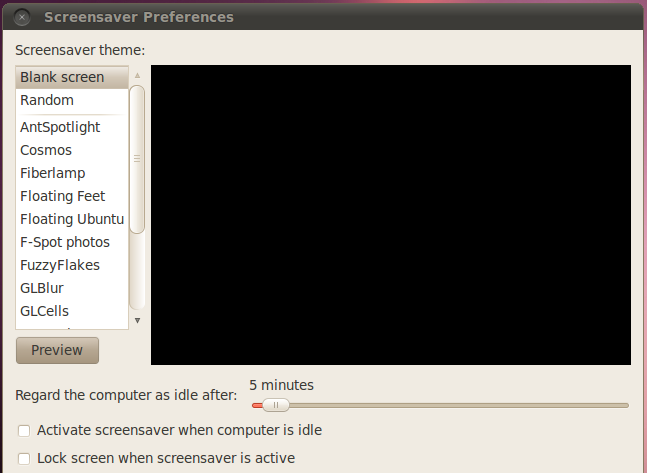 Screensaver Preferences
Screensaver theme:
Blank screen
Random
AntSpotlight
Cosmos
Fiberlamp
Floating Feet
Floating Ubuntu
F-Spot photos
FuzzyFlakes
GLBlur
GLCells
Preview
Regard the computer as idle after:
5 minutes
Activate screensaver when computer is idle
Lock screen when screensaver is active